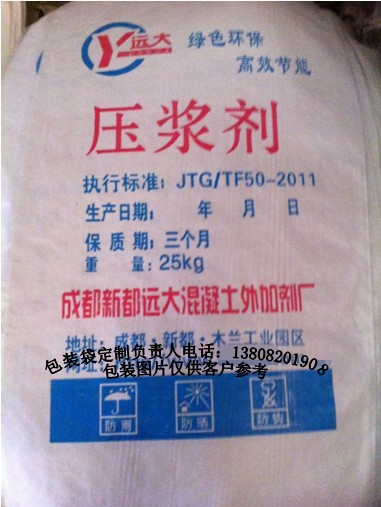 远大
绿色环保
高效节能
压浆剂
执行标准：JTG/TF50-2011
生产日期： 年 月 日
保质期：三个月
重量：25kg
成都新都远大混凝土外加剂厂
地址：成都·新都·木兰工业园区
包装袋定制负责人电话：13808201908
包装图片仅供客户参考
防雨 防晒